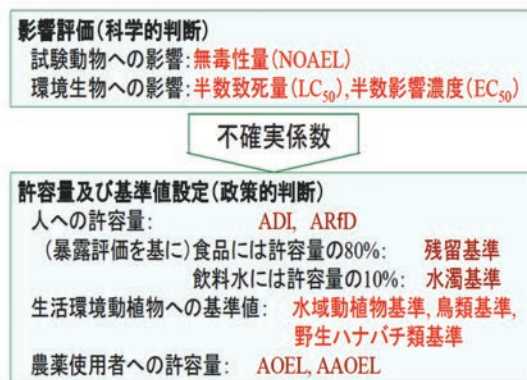 影響評価(科学的判断)
試験動物への影響:無毒性量(NOAEL)
環境生物への影響:半数致死量(LC50),半数影響濃度(EC50)
不確実係数
許容量及び基準値設定(政策的判断)
人への許容量: ADI, ARfD
(暴露評価を基に)食品には許容量の80%: 残留基準
飲料水には許容量の10%: 水濁基準
生活環境動植物への基準値: 水域動植物基準,鳥類基準,
野生ハナバチ類基準
農薬使用者への許容量: AOEL, AAOEL